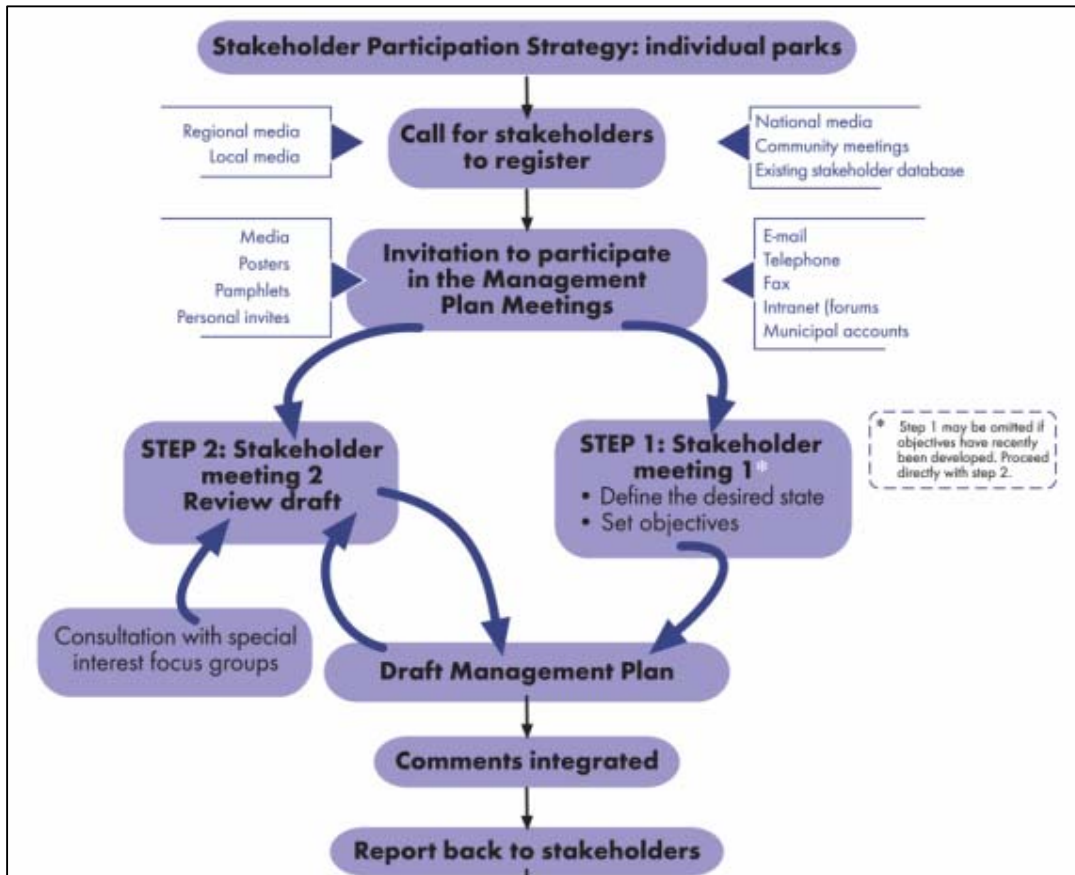 Stakeholder Participation Strategy: individual parks
Regional media
Local media
Call for stakeholders
to register
National media
Community meetings
Existing stakeholder database
Media
Posters
Pamphlets
Personal invites
Invitation to participate
in the Management
Plan Meetings
E-mail
Telephone
Fax
Intranet (forums
Municipal accounts
STEP 2: Stakeholder
meeting 2
Review draft
STEP 1: Stakeholder
meeting 1*
• Define the desired state
• Set objectives
* Step 1 may be omitted if
objectives have recently
been developed. Proceed
directly with step 2.
Consultation with special
interest focus groups
Draft Management Plan
Comments integrated
Report back to stakeholders